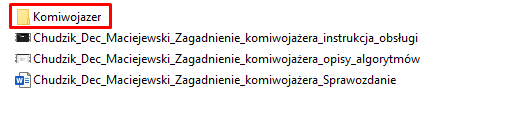 Komiwojazer
Chudzik_Dec_Maciejewski_Zagadnienie_komiwojażera_instrukcja_obsługi
Chudzik_Dec_Maciejewski_Zagadnienie_komiwojażera_opisy_algorytmów
Chudzik_Dec_Maciejewski_Zagadnienie_komiwojażera_Sprawozdanie